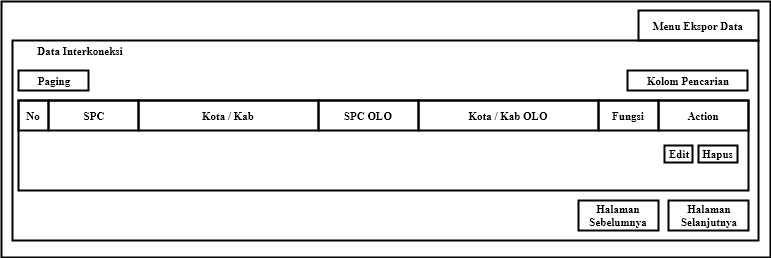 Menu Ekspor Data
Data Interkoneksi
Paging
Kolom Pencarian
No SPC Kota / Kab SPC OLO Kota / Kab OLO Fungsi Action
Edit Hapus
Halaman
Sebelumnya
Halaman
Selanjutnya